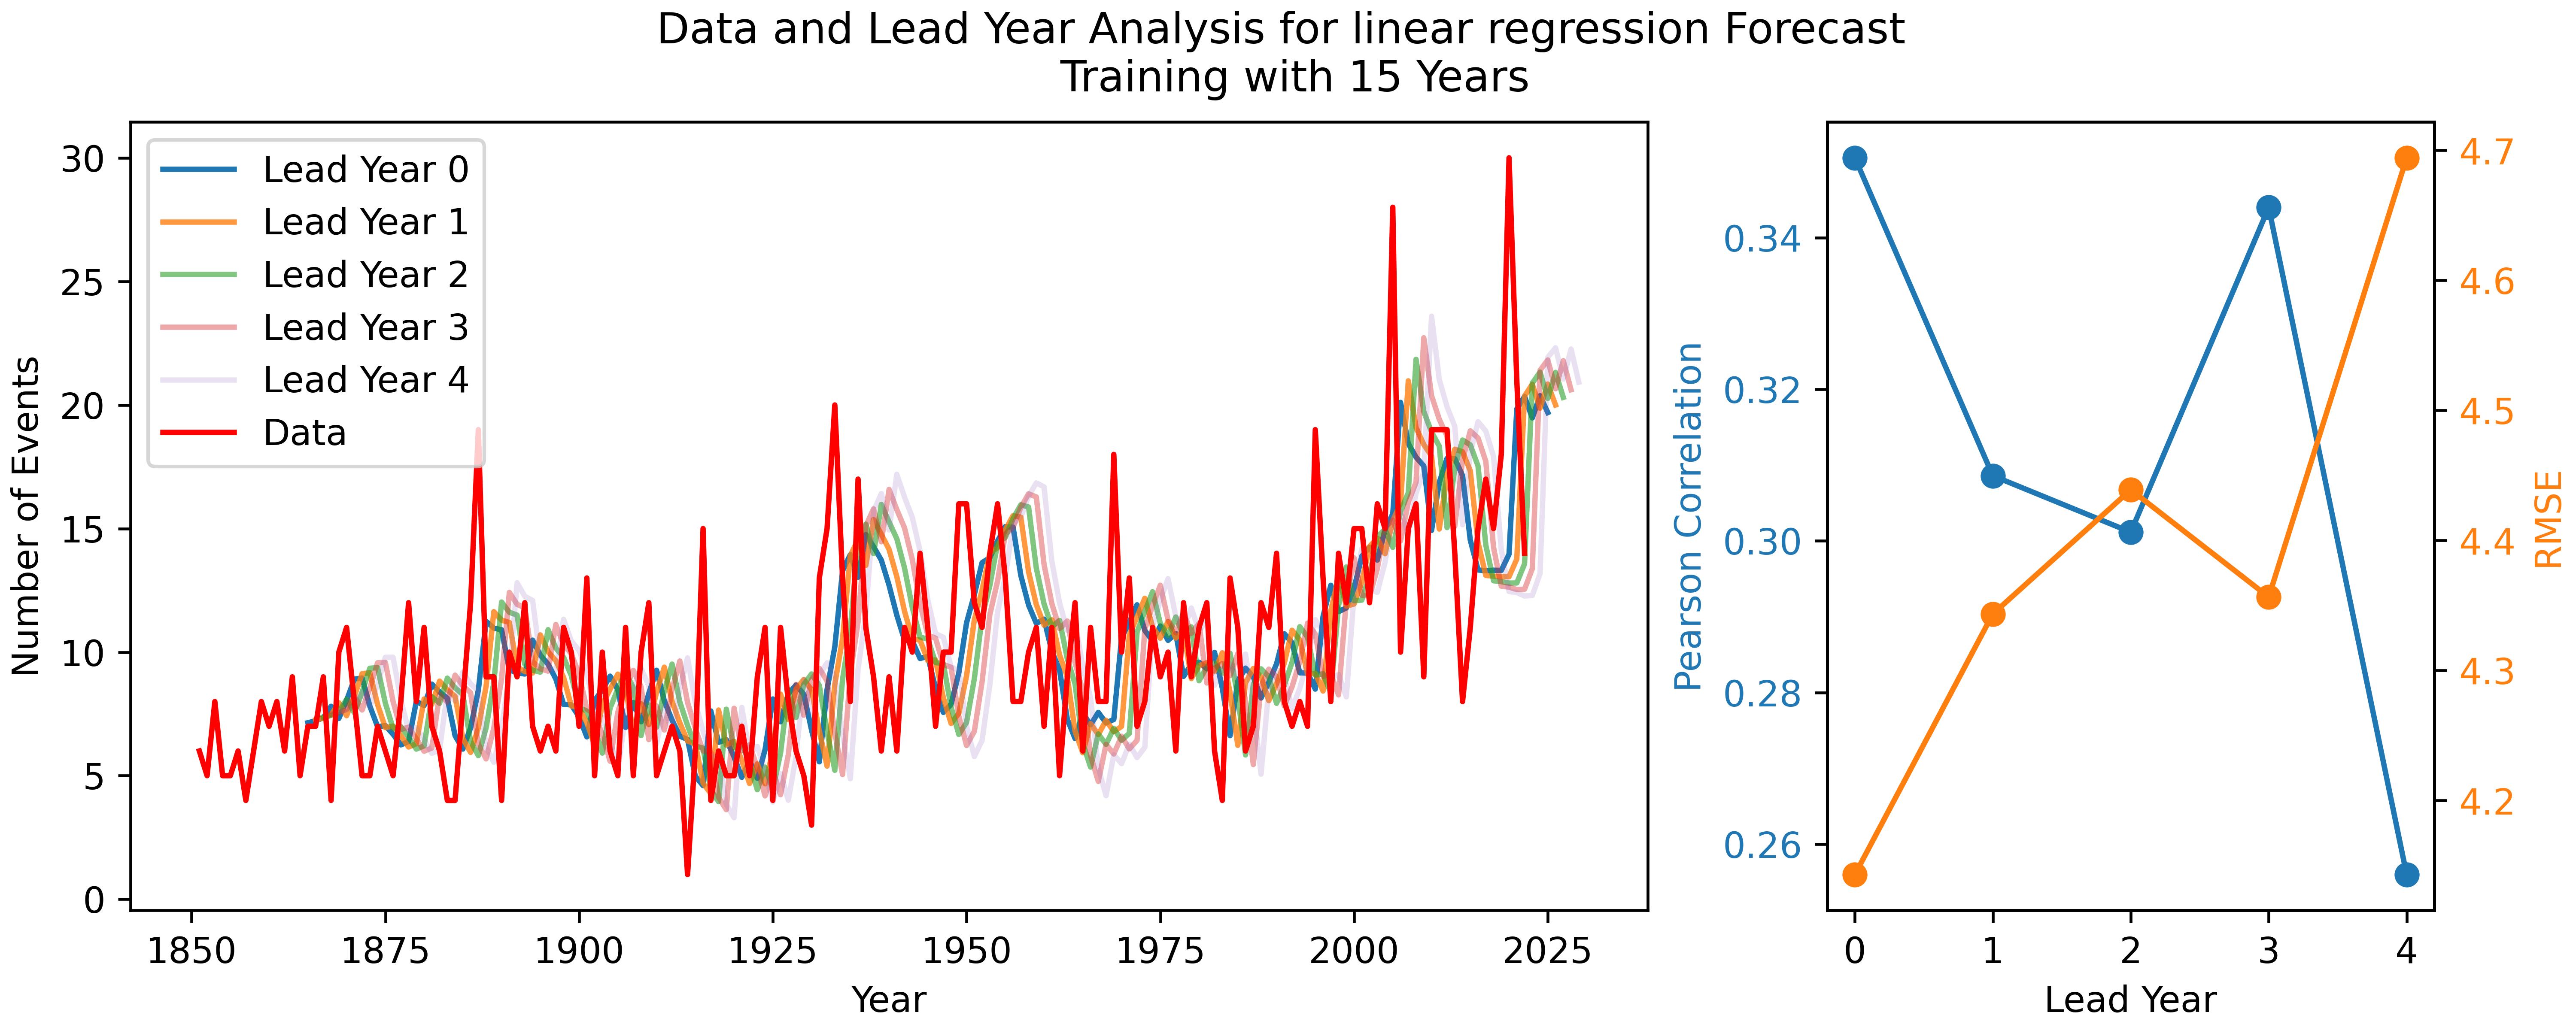 Data and Lead Year Analysis for linear regression Forecast
Training with 15 Years
Number of Events
30
25
20
15
10
5
0
Lead Year 0
Lead Year 1
Lead Year 2
Lead Year 3
Lead Year 4
Data
1850 1875 1900 1925 1950 1975 2000 2025
Year
Pearson Correlation
0.34
0.32
0.30
0.28
0.26
4.7
4.6
4.5
4.4
4.3
4.2
RMSE
0 1 2 3 4
Lead Year